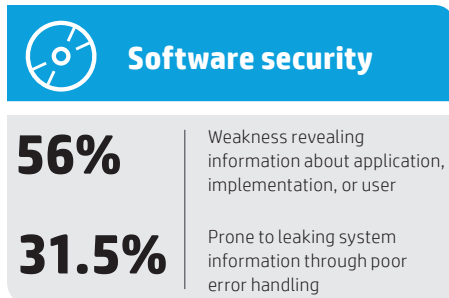 Software security
56%
Weakness revealing
information about application,
implementation, or user
31.5%
Prone to leaking system
information through poor
error handling